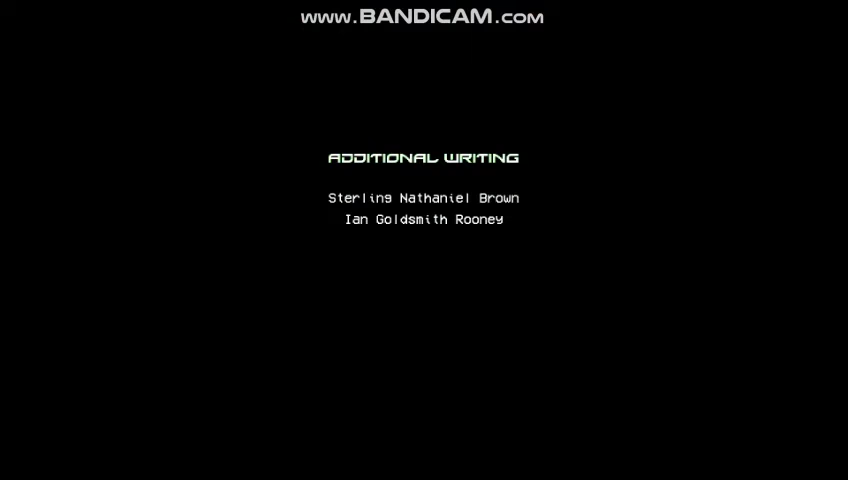 www.BANDICAM.com
ADDITIONAL WRITING
Sterling Nathaniel Brown
Ian Goldsmith Rooney